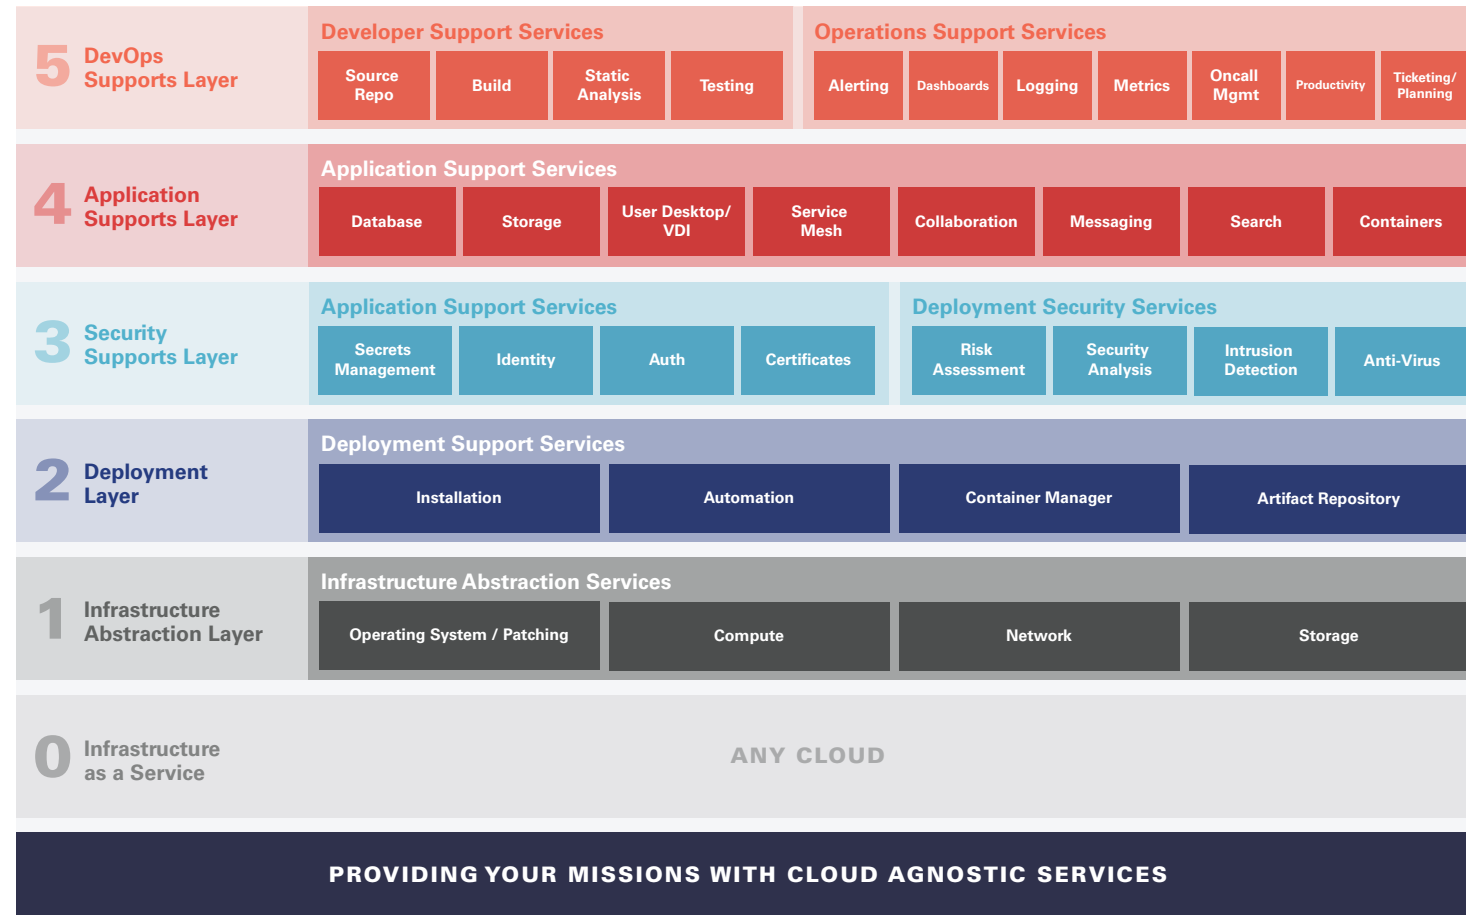 5
DevOps
Supports Layer
Developer Support Services
Source
Repo
Build
Static
Analysis
Testing
Operations Support Services
Alerting
Dashboards
Logging
Metrics
Oncall
Mgmt
Productivity
Ticketing/
Planning
4
Application
Supports Layer
Application Support Services
Database
Storage
User Desktop/
VDI
Service
Mesh
Collaboration
Messaging
Search
Containers
3
Security
Supports Layer
Application Support Services
Secrets
Management
Identity
Auth
Certificates
Deployment Security Services
Risk
Assessment
Security
Analysis
Intrusion
Detection
Anti-Virus
2
Deployment
Layer
Deployment Support Services
Installation
Automation
Container Manager
Artifact Repository
1
Infrastructure
Abstraction Layer
Infrastructure Abstraction Services
Operating System / Patching
Compute
Network
Storage
0
Infrastructure
as a Service
ANY CLOUD
PROVIDING YOUR MISSIONS WITH CLOUD AGNOSTIC SERVICES